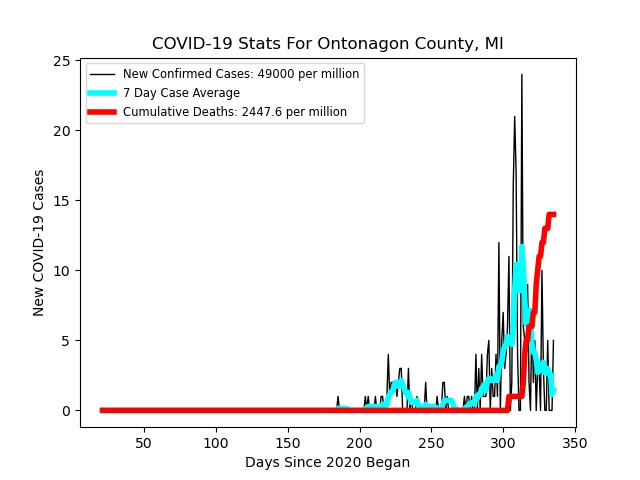 COVID-19 Stats For Ontonagon County, MI
New Confirmed Cases: 49000 per million
7 Day Case Average
Cumulative Deaths: 2447.6 per million
New COVID-19 Cases
25
20
15
10
5
0
50
100
150
200
250
300
350
Days Since 2020 Began